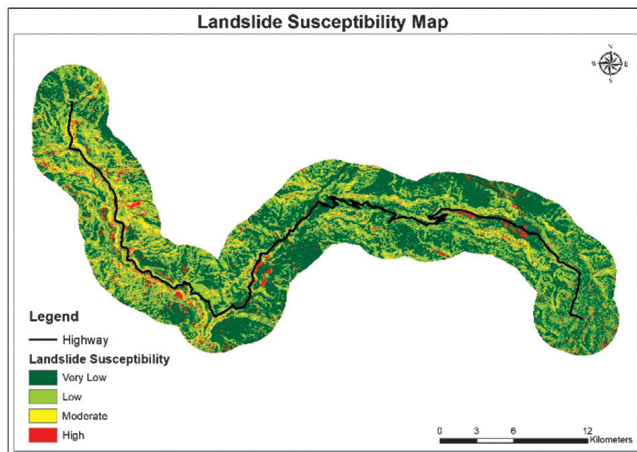 Landslide Susceptibility Map
N
W E
S
Legend
Highway
Landslide Susceptibility
Very Low
Low
Moderate
High
0 3 6 12
Kilometers